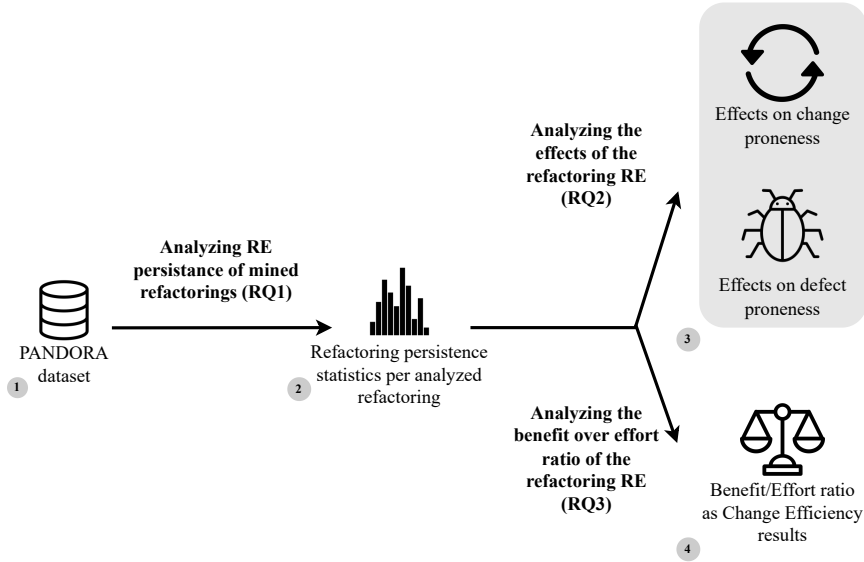 PANDORA
dataset
1
Analyzing RE
persistance of mined
refactorings (RQ1)
Refactoring persistence
statistics per analyzed
refactoring
2
Analyzing the
effects of the
refactoring RE
(RQ2)
Effects on change
proneness
Effects on defect
proneness
3
Analyzing the
benefit over effort
ratio of the
refactoring RE
(RQ3)
Benefit/Effort ratio
as Change Efficiency
results
4